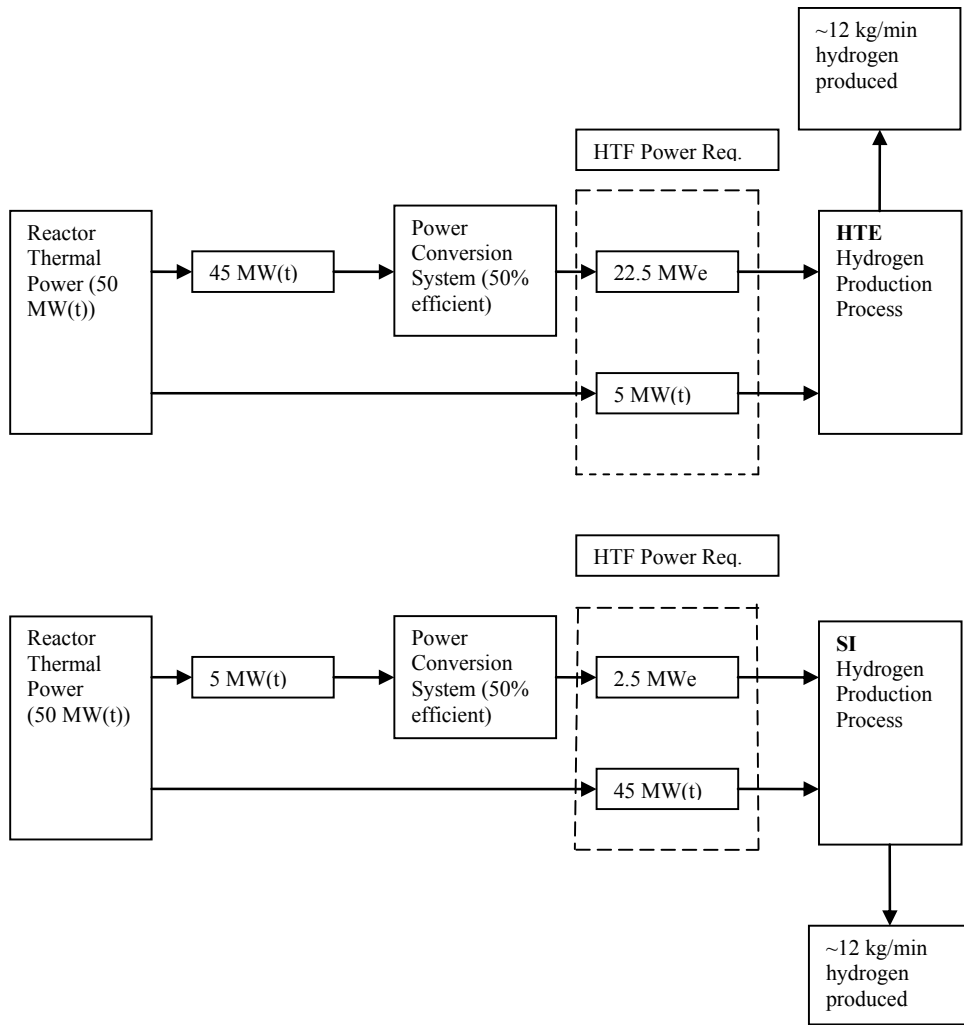 ~12 kg/min
hydrogen
produced
HTF Power Req.
Reactor
Thermal
Power (50
MW(t))
45 MW(t)
Power
Conversion
System (50%
efficient)
22.5 MWe
HTE
Hydrogen
Production
Process
5 MW(t)
HTF Power Req.
Reactor
Thermal
Power
(50 MW(t))
5 MW(t)
Power
Conversion
System (50%
efficient)
2.5 MWe
SI
Hydrogen
Production
Process
45 MW(t)
~12 kg/min
hydrogen
produced